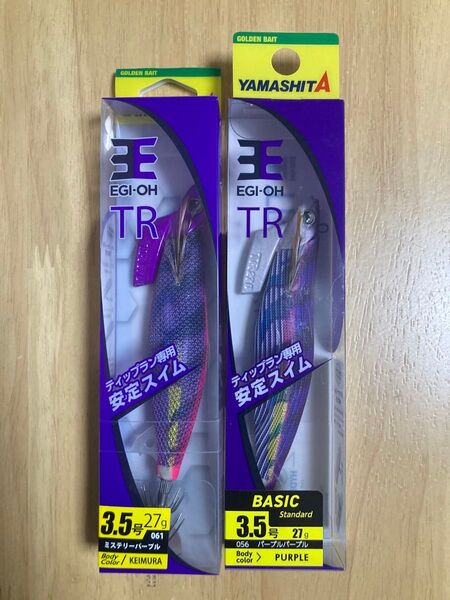 GOLDEN BAIT
EGI-OH
TR
ティップラン専用
安定スイム
3.5号 27g
061
ミステリーパープル
Body Color / KEIMURA
GOLDEN BAIT
YAMASHITA
EGI-OH
TR
ティップラン専用
安定スイム
BASIC
Standard
3.5号 27g
056 パープルパープル
Body color PURPLE